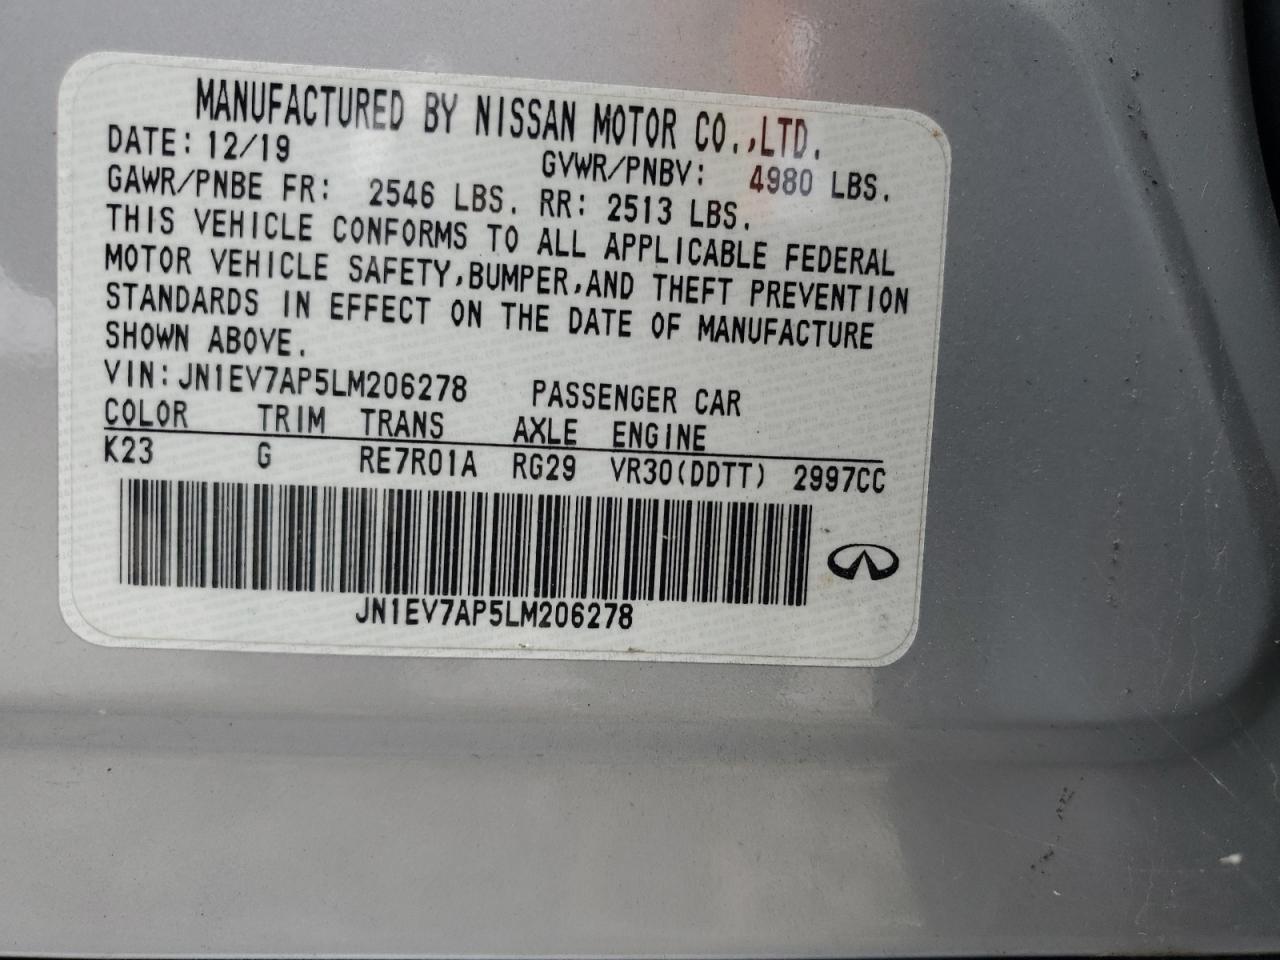 MANUFACTURED BY NISSAN MOTOR CO.,LTD.
DATE: 12/19 GVWR/PNBV: 4980 LBS.
GAWR/PNBE FR: 2546 LBS. RR: 2513 LBS.
THIS VEHICLE CONFORMS TO ALL APPLICABLE FEDERAL
MOTOR VEHICLE SAFETY,BUMPER,AND THEFT PREVENTION
STANDARDS IN EFFECT ON THE DATE OF MANUFACTURE
SHOWN ABOVE.
VIN:JN1EV7AP5LM206278 PASSENGER CAR
COLOR TRIM TRANS AXLE ENGINE
K23 G RE7R01A RG29 VR30(DDTT) 2997CC
JN1EV7AP5LM206278